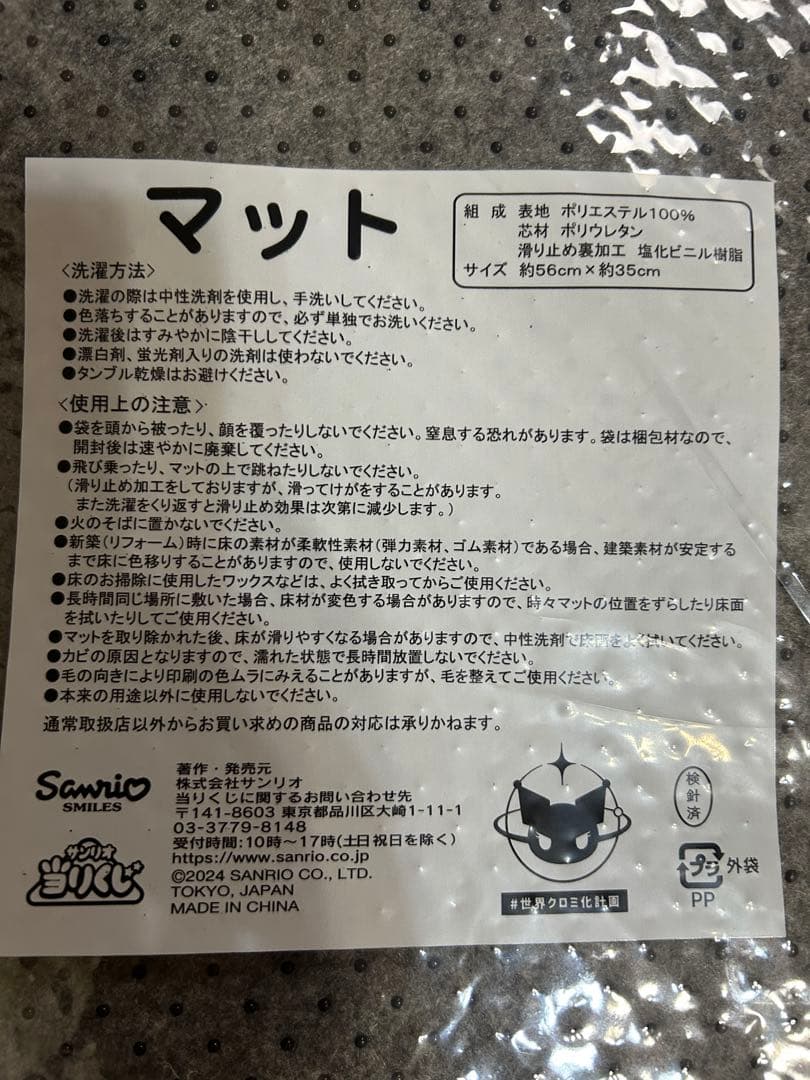 マット
組 成 表地 ポリエステル100%
芯材 ポリウレタン
滑り止め裏加工 塩化ビニル樹脂
サイズ 約56cm×約35cm
〈洗濯方法〉
●洗濯の際は中性洗剤を使用し、手洗いしてください。
●色落ちすることがありますので、必ず単独でお洗いください。
●洗濯後はすみやかに陰干ししてください。
●漂白剤、蛍光剤入りの洗剤は使わないでください。
●タンブル乾燥はお避けください。
〈使用上の注意〉
●袋を頭から被ったり、顔を覆ったりしないでください。窒息する恐れがあります。袋は梱包材なので、
開封後は速やかに廃棄してください。
●飛び乗ったり、マットの上で跳ねたりしないでください。
(滑り止め加工をしておりますが、滑ってけがをすることがあります。
また洗濯をくり返すと滑り止め効果は次第に減少します。)
●火のそばに置かないでください。
●新築(リフォーム)時に床の素材が柔軟性素材(弾力素材、ゴム素材)である場合、建築素材が安定する
まで床に色移りすることがありますので、使用しないでください。
●床のお掃除に使用したワックスなどは、よく拭き取ってからご使用ください。
●長時間同じ場所に敷いた場合、床材が変色する場合がありますので、時々マットの位置をずらしたり床面
を拭いたりしてご使用ください。
●マットを取り除かれた後、床が滑りやすくなる場合がありますので、中性洗剤で床面をよく拭いてください。
●カビの原因となりますので、濡れた状態で長時間放置しないでください。
●毛の向きにより印刷の色ムラにみえることがありますが、毛を整えてご使用ください。
●本来の用途以外に使用しないでください。
通常取扱店以外からお買い求めの商品の対応は承りかねます。
Sanrio
SMILES
サンリオ
当りくじ
著作・発売元
株式会社サンリオ
当りくじに関するお問い合わせ先
〒141-8603 東京都品川区大崎1-11-1
03-3779-8148
受付時間:10時〜17時(土日祝日を除く)
https://www.sanrio.co.jp
©2024 SANRIO CO., LTD.
TOKYO, JAPAN
MADE IN CHINA
#世界クロミ化計画
検針済
プラ 外袋
PP